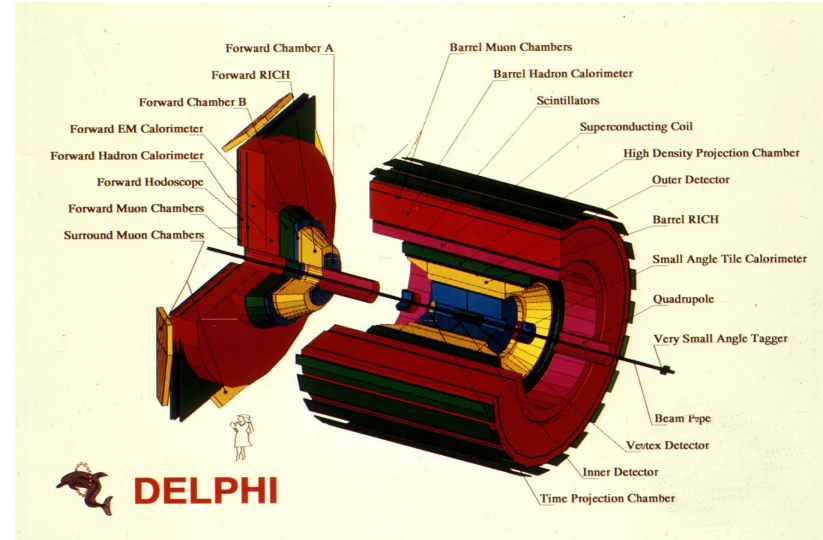 Forward Chamber A
Forward RICH
Forward Chamber B
Forward EM Calorimeter
Forward Hadron Calorimeter
Forward Hodoscope
Forward Muon Chambers
Surround Muon Chambers
Barrel Muon Chambers
Barrel Hadron Calorimeter
Scintillators
Superconducting Coil
High Density Projection Chamber
Outer Detector
Barrel RICH
Small Angle Tile Calorimeter
Quadrupole
Very Small Angle Tagger
Beam Pipe
Vertex Detector
Inner Detector
Time Projection Chamber
DELPHI